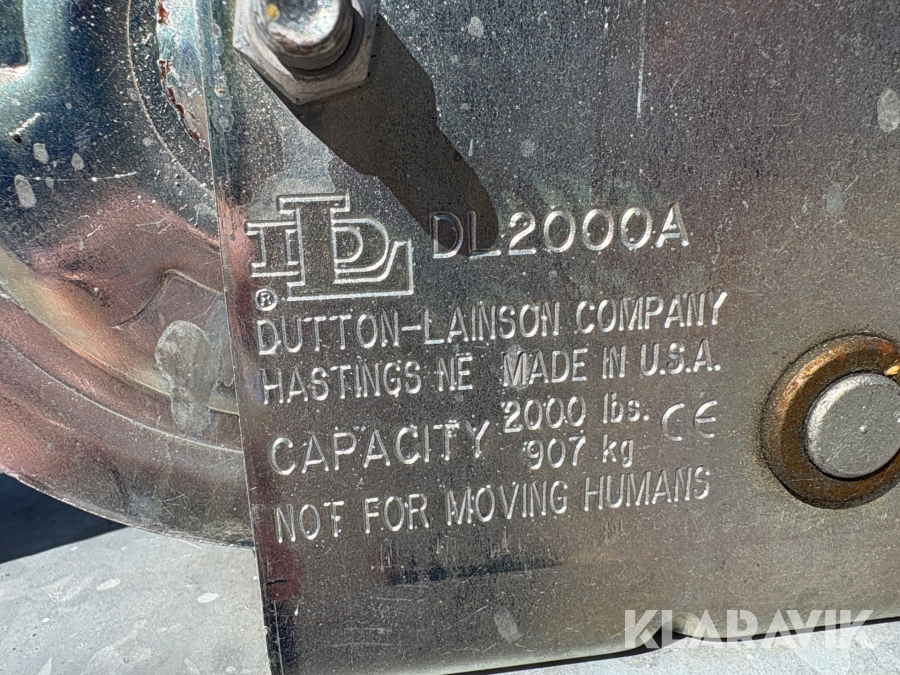 DL DL2000A
®
DUTTON-LAINSON COMPANY
HASTINGS NE MADE IN U.S.A.
CAPACITY 2000 lbs. CE
907 kg
NOT FOR MOVING HUMANS
KLARAVIK